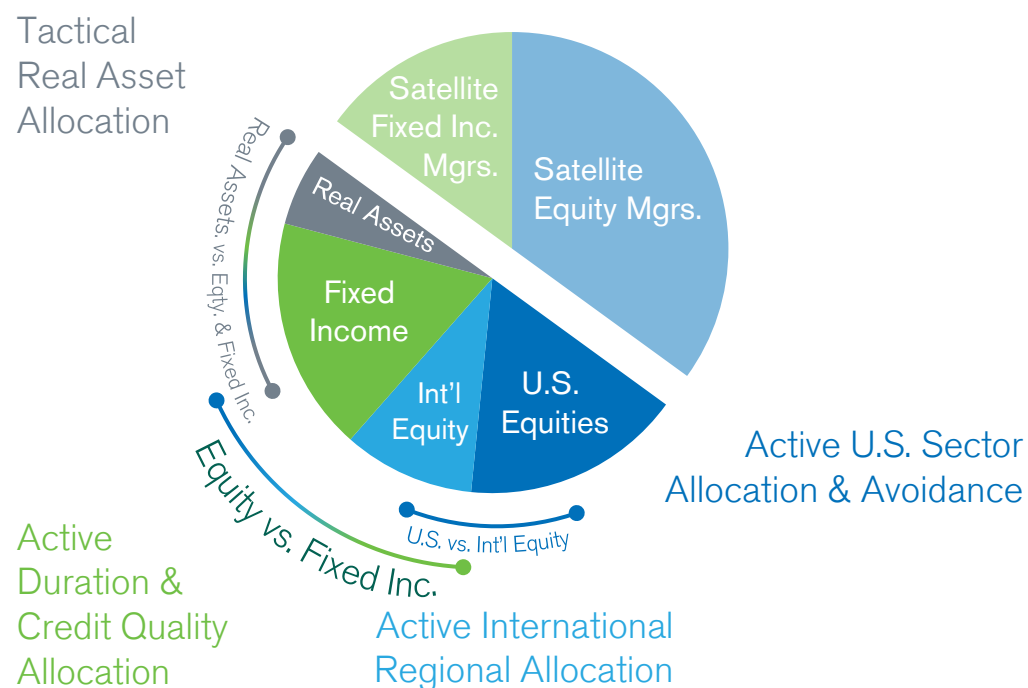 Tactical
Real Asset
Allocation
Satellite
Fixed Inc.
Mgrs.
Satellite
Equity Mgrs.
Real Assets
Real Assets. vs. Eqty. & Fixed Inc.
Fixed
Income
Int'l
Equity
U.S.
Equities
Active U.S. Sector
Allocation & Avoidance
Equity vs. Fixed Inc.
U.S. vs. Int'l Equity
Active
Duration &
Credit Quality
Allocation
Active International
Regional Allocation